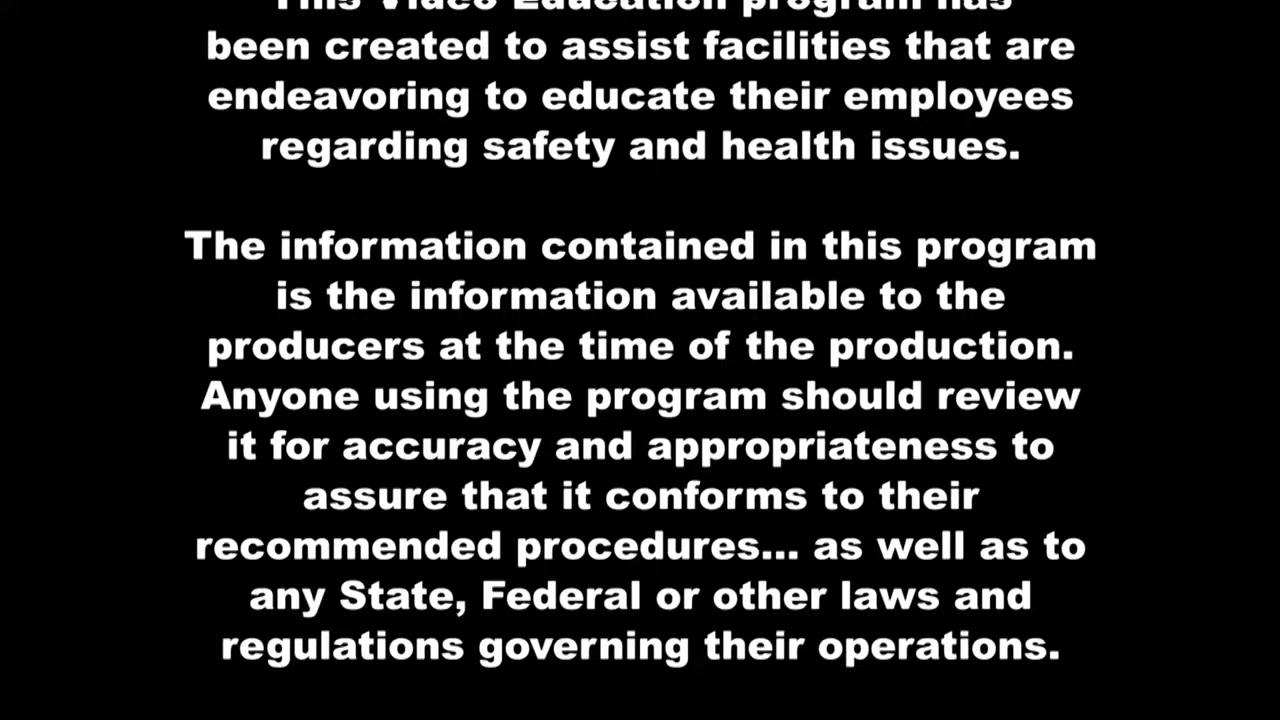 This Video Education program has
been created to assist facilities that are
endeavoring to educate their employees
regarding safety and health issues.
The information contained in this program
is the information available to the
producers at the time of the production.
Anyone using the program should review
it for accuracy and appropriateness to
assure that it conforms to their
recommended procedures... as well as to
any State, Federal or other laws and
regulations governing their operations.